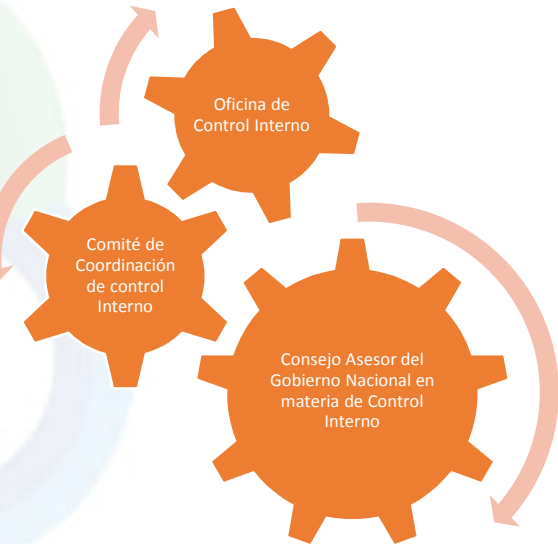 Oficina de
Control Interno
Comité de
Coordinación
de control
Interno
Consejo Asesor del
Gobierno Nacional en
materia de Control
Interno